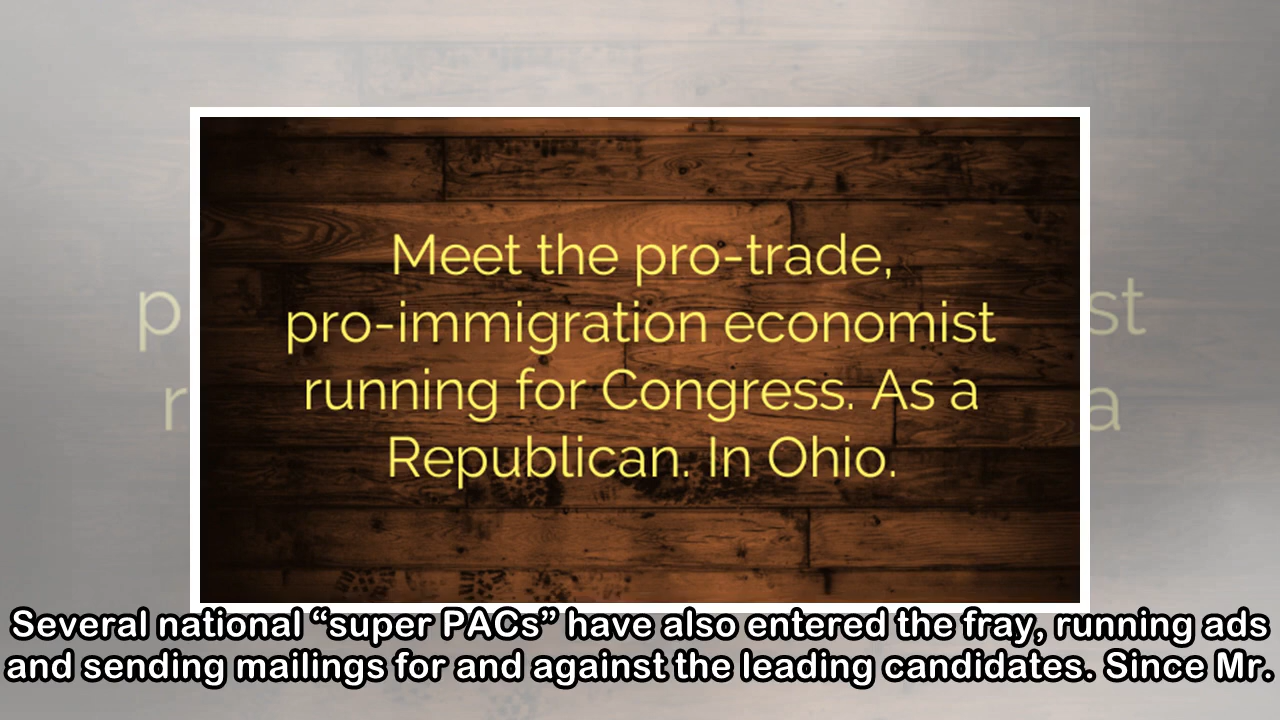 Meet the pro-trade,
pro-immigration economist
running for Congress. As a
Republican. In Ohio.
Several national “super PACs” have also entered the fray, running ads
and sending mailings for and against the leading candidates. Since Mr.